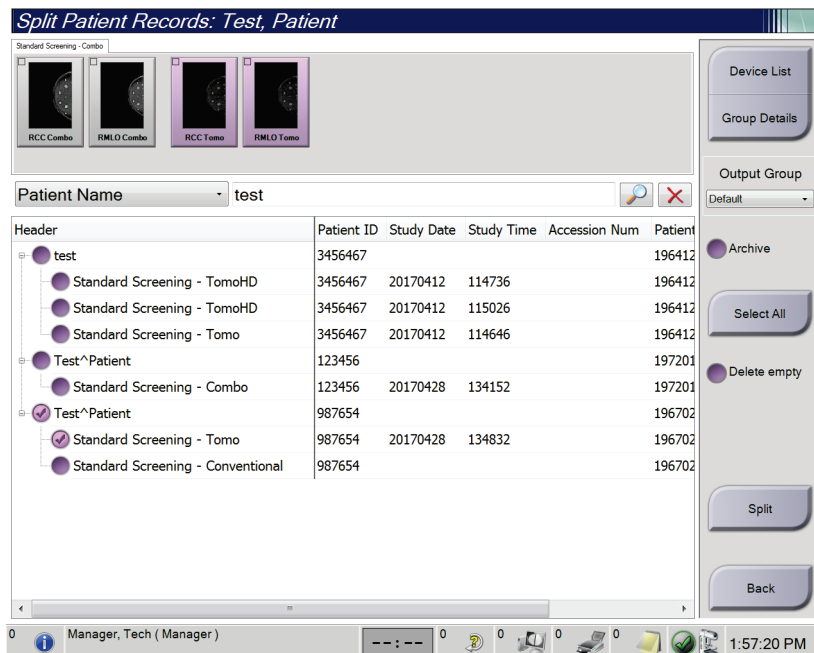 Split Patient Records: Test, Patient
Standard Screening - Combo
RCC Combo RMLO Combo RCC Tomo RMLO Tomo
Device List
Group Details
Output Group
Default
Patient Name test
Header Patient ID Study Date Study Time Accession Num Patient
test 3456467 196412
Standard Screening - TomoHD 3456467 20170412 114736 196412
Standard Screening - TomoHD 3456467 20170412 115026 196412
Standard Screening - Tomo 3456467 20170412 114646 196412
Test^Patient 123456 197201
Standard Screening - Combo 123456 20170428 134152 197201
Test^Patient 987654 196702
Standard Screening - Tomo 987654 20170428 134832 196702
Standard Screening - Conventional 987654 196702
Archive
Select All
Delete empty
Split
Back
0 Manager, Tech ( Manager ) --:-- 0 0 0 0 1:57:20 PM